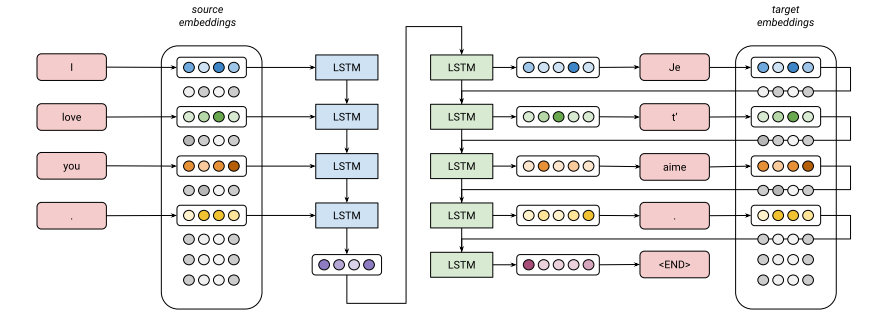 source
embeddings
target
embeddings
I
LSTM
LSTM
Je
love
LSTM
LSTM
t'
you
LSTM
LSTM
aime
.
LSTM
LSTM
.
LSTM
<END>